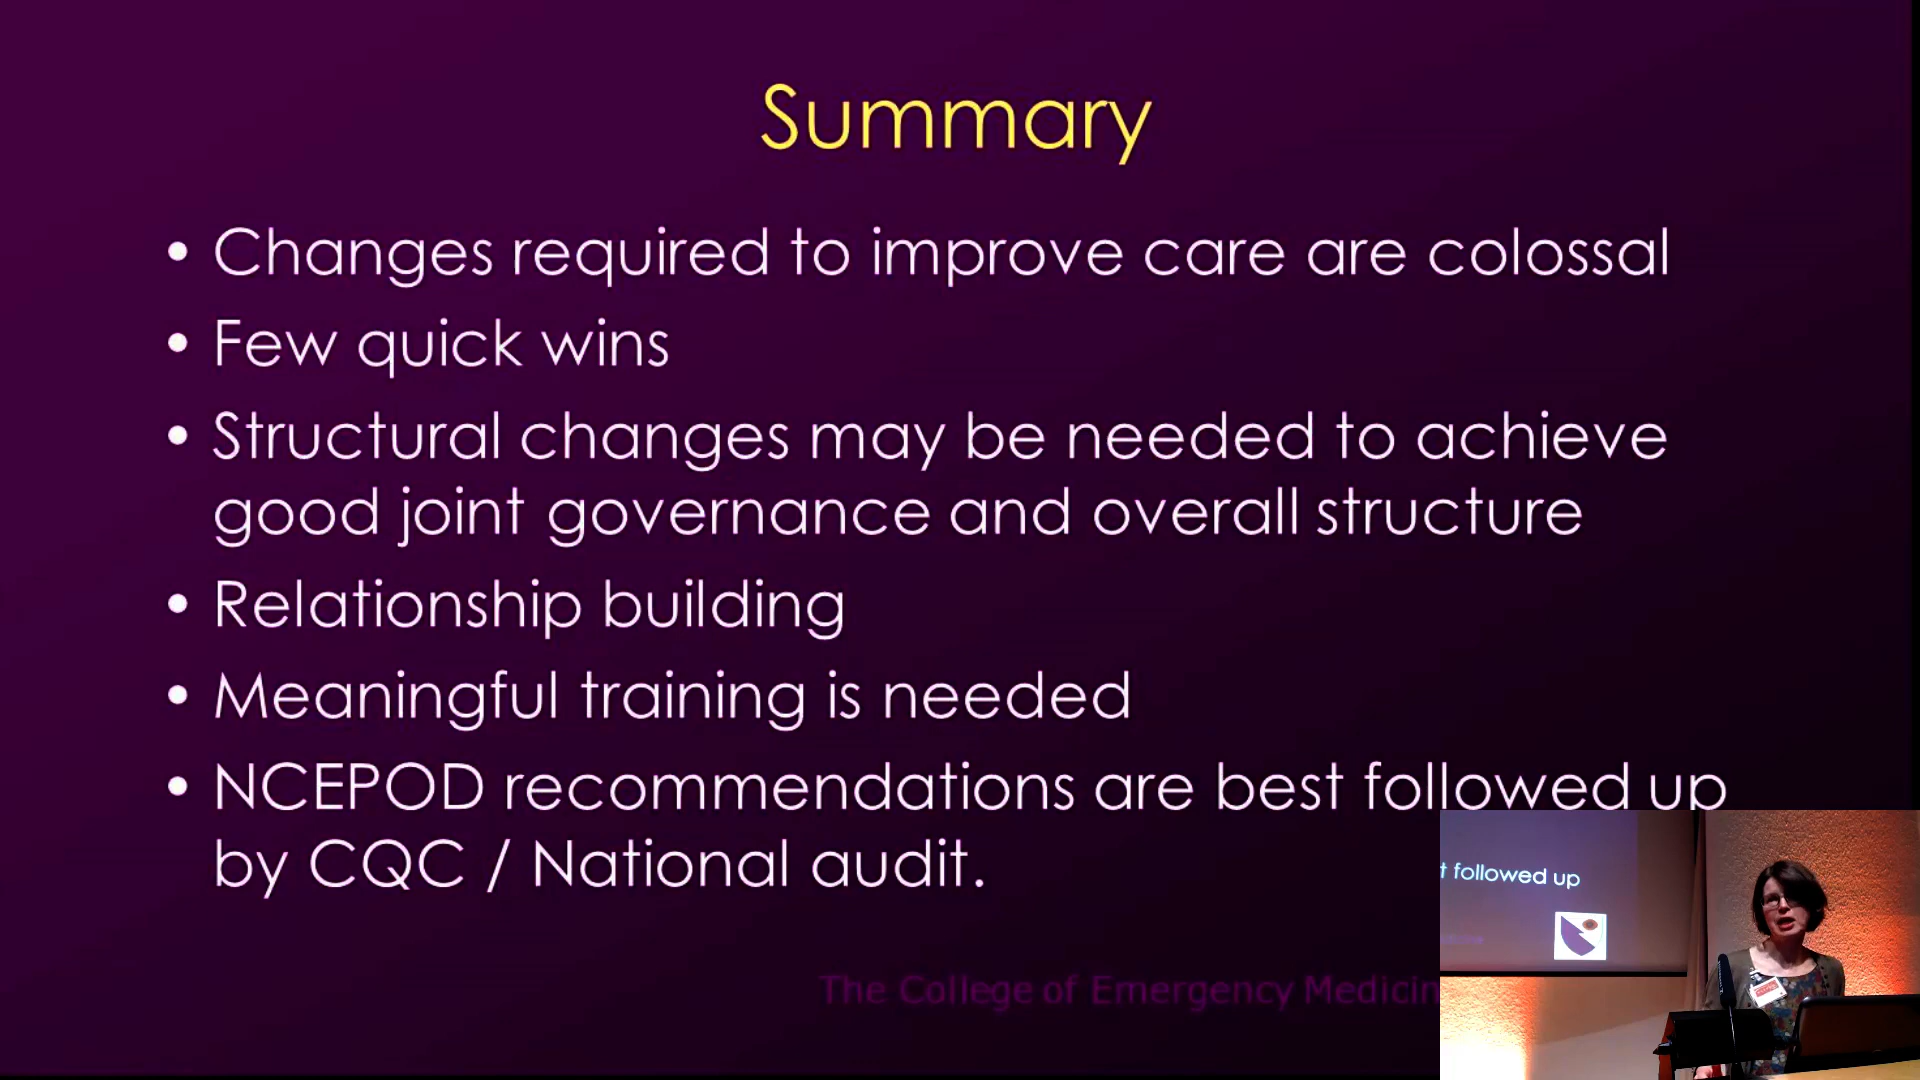 Summary
• Changes required to improve care are colossal
• Few quick wins
• Structural changes may be needed to achieve
good joint governance and overall structure
• Relationship building
• Meaningful training is needed
• NCEPOD recommendations are best followed up
by CQC / National audit.
followed up
The College of Emergency